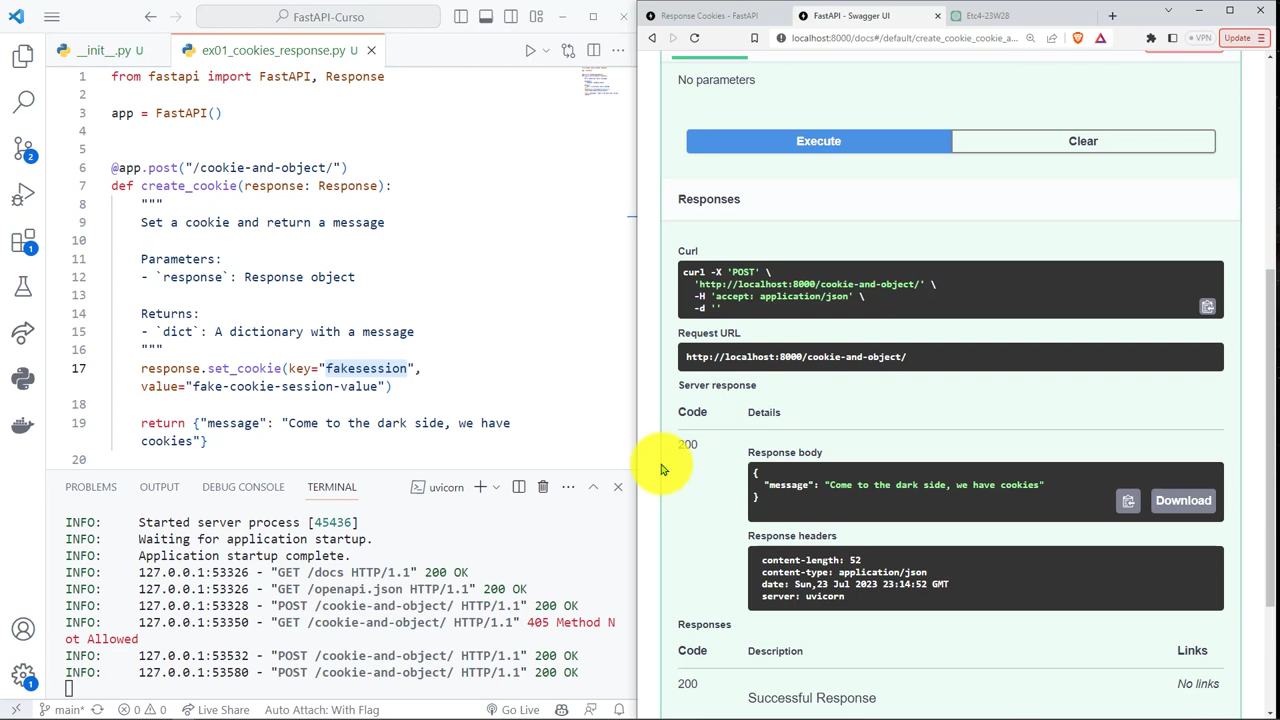 FastAPI-Curso
__init__.py U
ex01_cookies_response.py U
1 from fastapi import FastAPI, Response
2
3 app = FastAPI()
4
5
6 @app.post("/cookie-and-object/")
7 def create_cookie(response: Response):
8 """
9 Set a cookie and return a message
10
11 Parameters:
12 - `response`: Response object
13
14 Returns:
15 - `dict`: A dictionary with a message
16 """
17 response.set_cookie(key="fakesession",
value="fake-cookie-session-value")
18
19 return {"message": "Come to the dark side, we have
cookies"}
20
2
1
1
PROBLEMS OUTPUT DEBUG CONSOLE TERMINAL uvicorn
INFO: Started server process [45436]
INFO: Waiting for application startup.
INFO: Application startup complete.
INFO: 127.0.0.1:53326 - "GET /docs HTTP/1.1" 200 OK
INFO: 127.0.0.1:53326 - "GET /openapi.json HTTP/1.1" 200 OK
INFO: 127.0.0.1:53328 - "POST /cookie-and-object/ HTTP/1.1" 200 OK
INFO: 127.0.0.1:53350 - "GET /cookie-and-object/ HTTP/1.1" 405 Method N
ot Allowed
INFO: 127.0.0.1:53532 - "POST /cookie-and-object/ HTTP/1.1" 200 OK
INFO: 127.0.0.1:53580 - "POST /cookie-and-object/ HTTP/1.1" 200 OK
main* 0 0 Live Share Auto Attach: With Flag Go Live
Response Cookies - FastAPI
FastAPI - Swagger UI
Etc4-23W28
localhost:8000/docs#/default/create_cookie_cookie_a...
VPN
Update
No parameters
Execute
Clear
Responses
Curl
curl -X 'POST' \
'http://localhost:8000/cookie-and-object/' \
-H 'accept: application/json' \
-d ''
Request URL
http://localhost:8000/cookie-and-object/
Server response
Code Details
200
Response body
{
"message": "Come to the dark side, we have cookies"
}
Download
Response headers
content-length: 52
content-type: application/json
date: Sun,23 Jul 2023 23:14:52 GMT
server: uvicorn
Responses
Code Description Links
200 No links
Successful Response